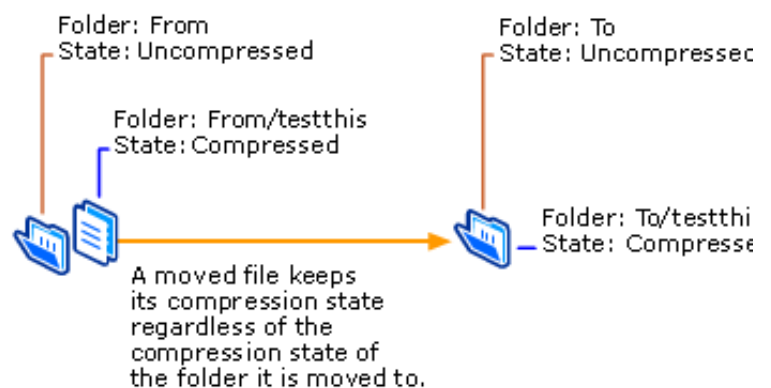 Folder: From
State: Uncompressed
Folder: To
State: Uncompressed
Folder: From/testthis
State: Compressed
Folder: To/testthi
State: Compresse
A moved file keeps
its compression state
regardless of the
compression state of
the folder it is moved to.